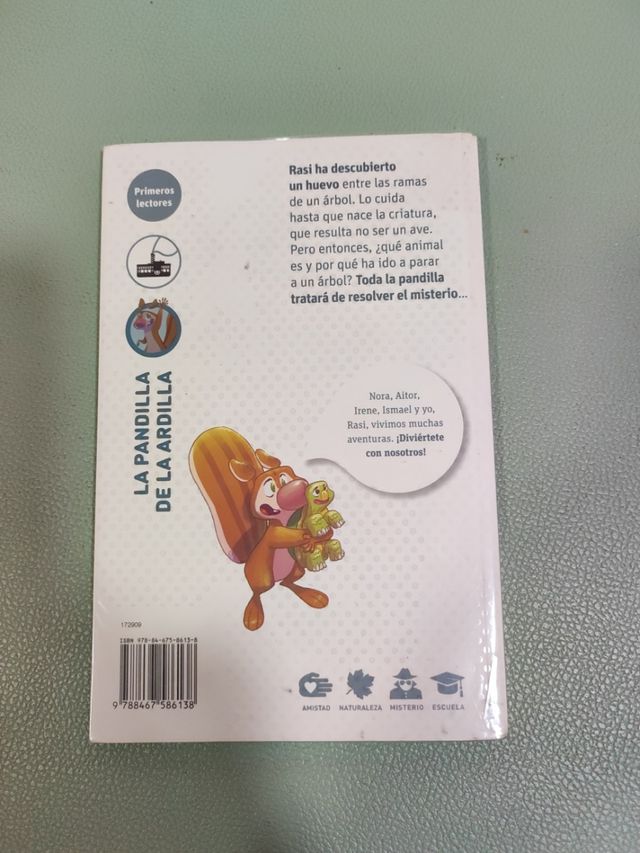 Primeros
lectores
LA PANDILLA
DE LA ARDILLA
Rasi ha descubierto
un huevo entre las ramas
de un árbol. Lo cuida
hasta que nace la criatura,
que resulta no ser un ave.
Pero entonces, ¿qué animal
es y por qué ha ido a parar
a un árbol? Toda la pandilla
tratará de resolver el misterio...
Nora, Aitor,
Irene, Ismael y yo,
Rasi, vivimos muchas
aventuras. ¡Diviértete
con nosotros!
172909
ISBN 978-84-675-8613-8
9 788467 586138
AMISTAD NATURALEZA MISTERIO ESCUELA